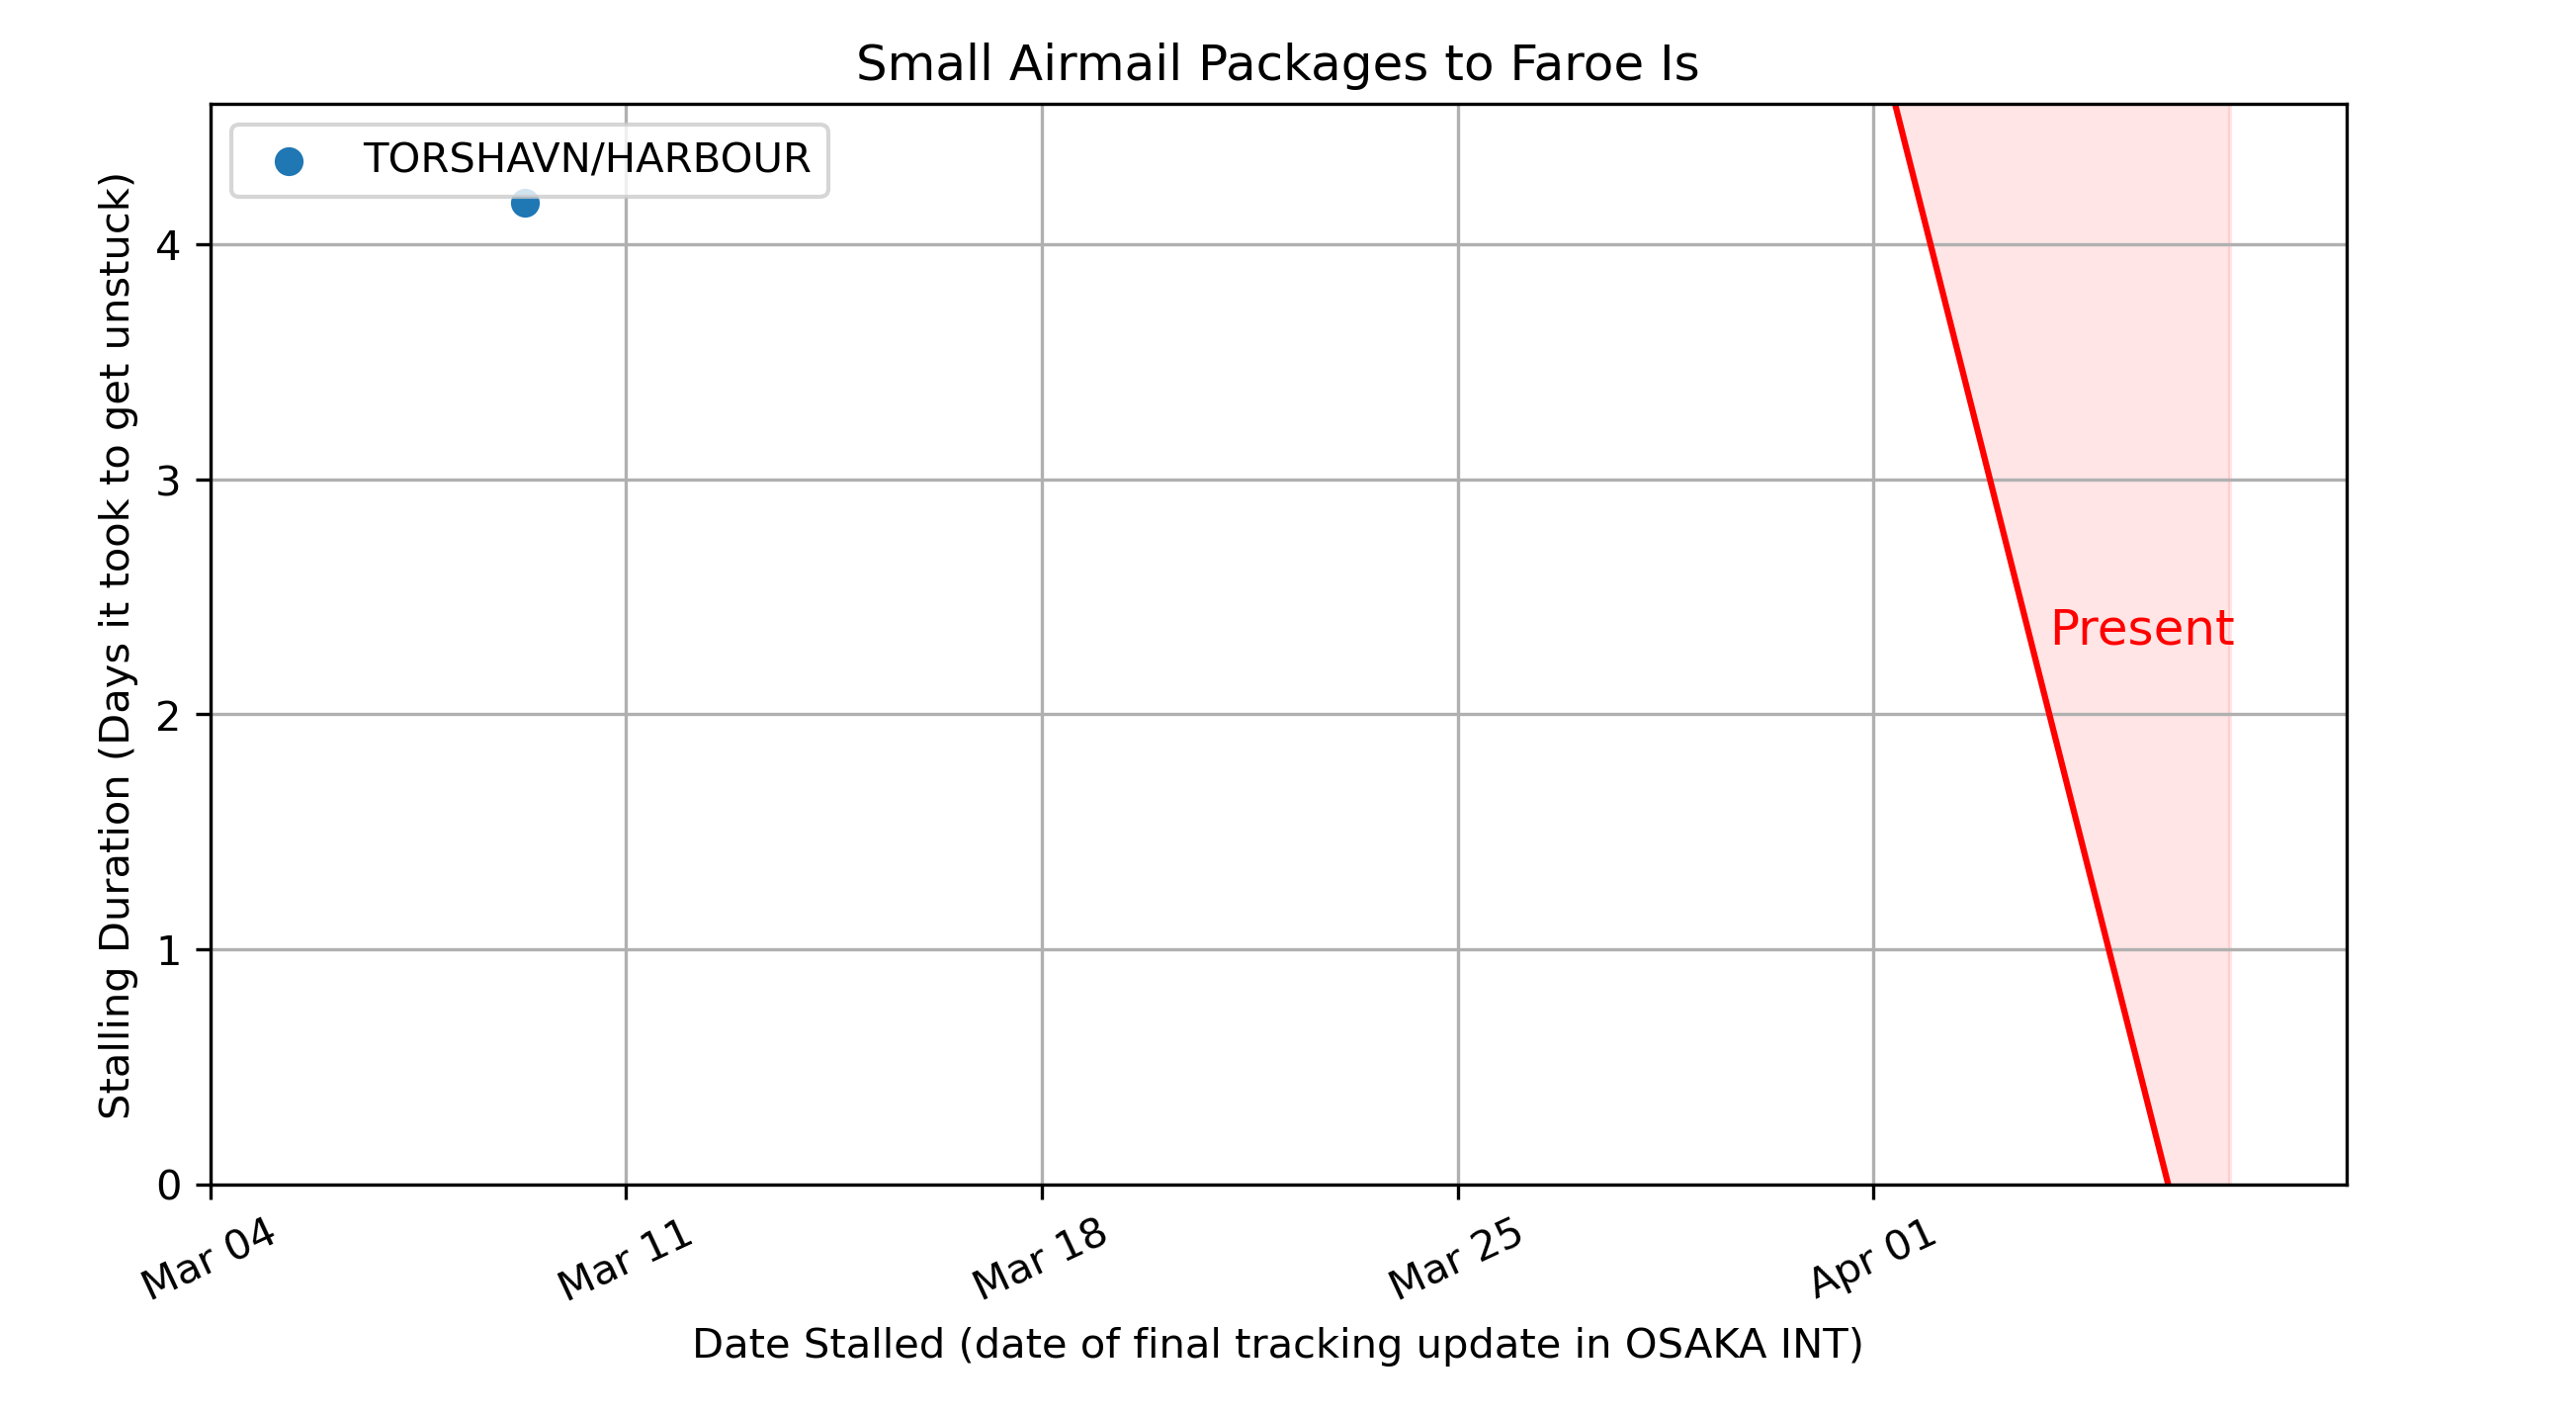 Small Airmail Packages to Faroe Is
TORSHAVN/HARBOUR
Stalling Duration (Days it took to get unstuck)
4
3
2
1
0
Present
Mar 04
Mar 11
Mar 18
Mar 25
Apr 01
Date Stalled (date of final tracking update in OSAKA INT)